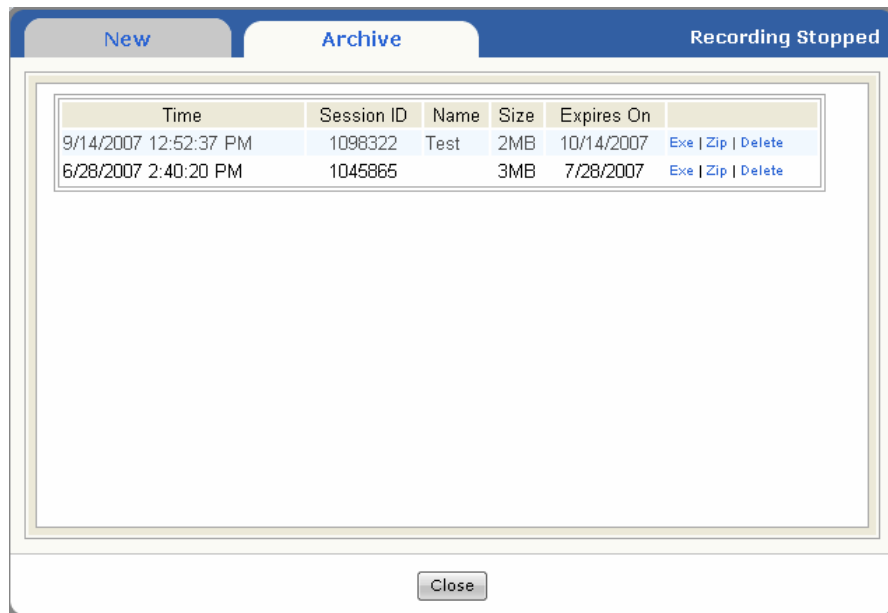 New Archive Recording Stopped
Time Session ID Name Size Expires On
9/14/2007 12:52:37 PM 1098322 Test 2MB 10/14/2007 Exe | Zip | Delete
6/28/2007 2:40:20 PM 1045865 3MB 7/28/2007 Exe | Zip | Delete
Close